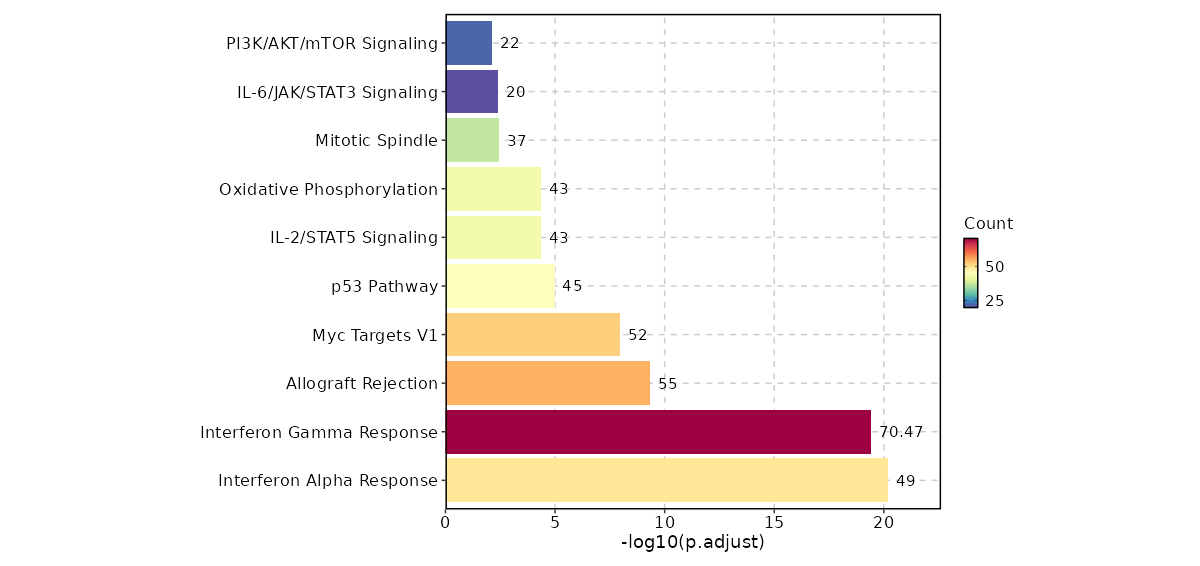 PI3K/AKT/mTOR Signaling 22
IL-6/JAK/STAT3 Signaling 20
Mitotic Spindle 37
Oxidative Phosphorylation 43
IL-2/STAT5 Signaling 43
p53 Pathway 45
Myc Targets V1 52
Allograft Rejection 55
Interferon Gamma Response 70.47
Interferon Alpha Response 49
0 5 10 15 20
-log10(p.adjust)
Count
50
25